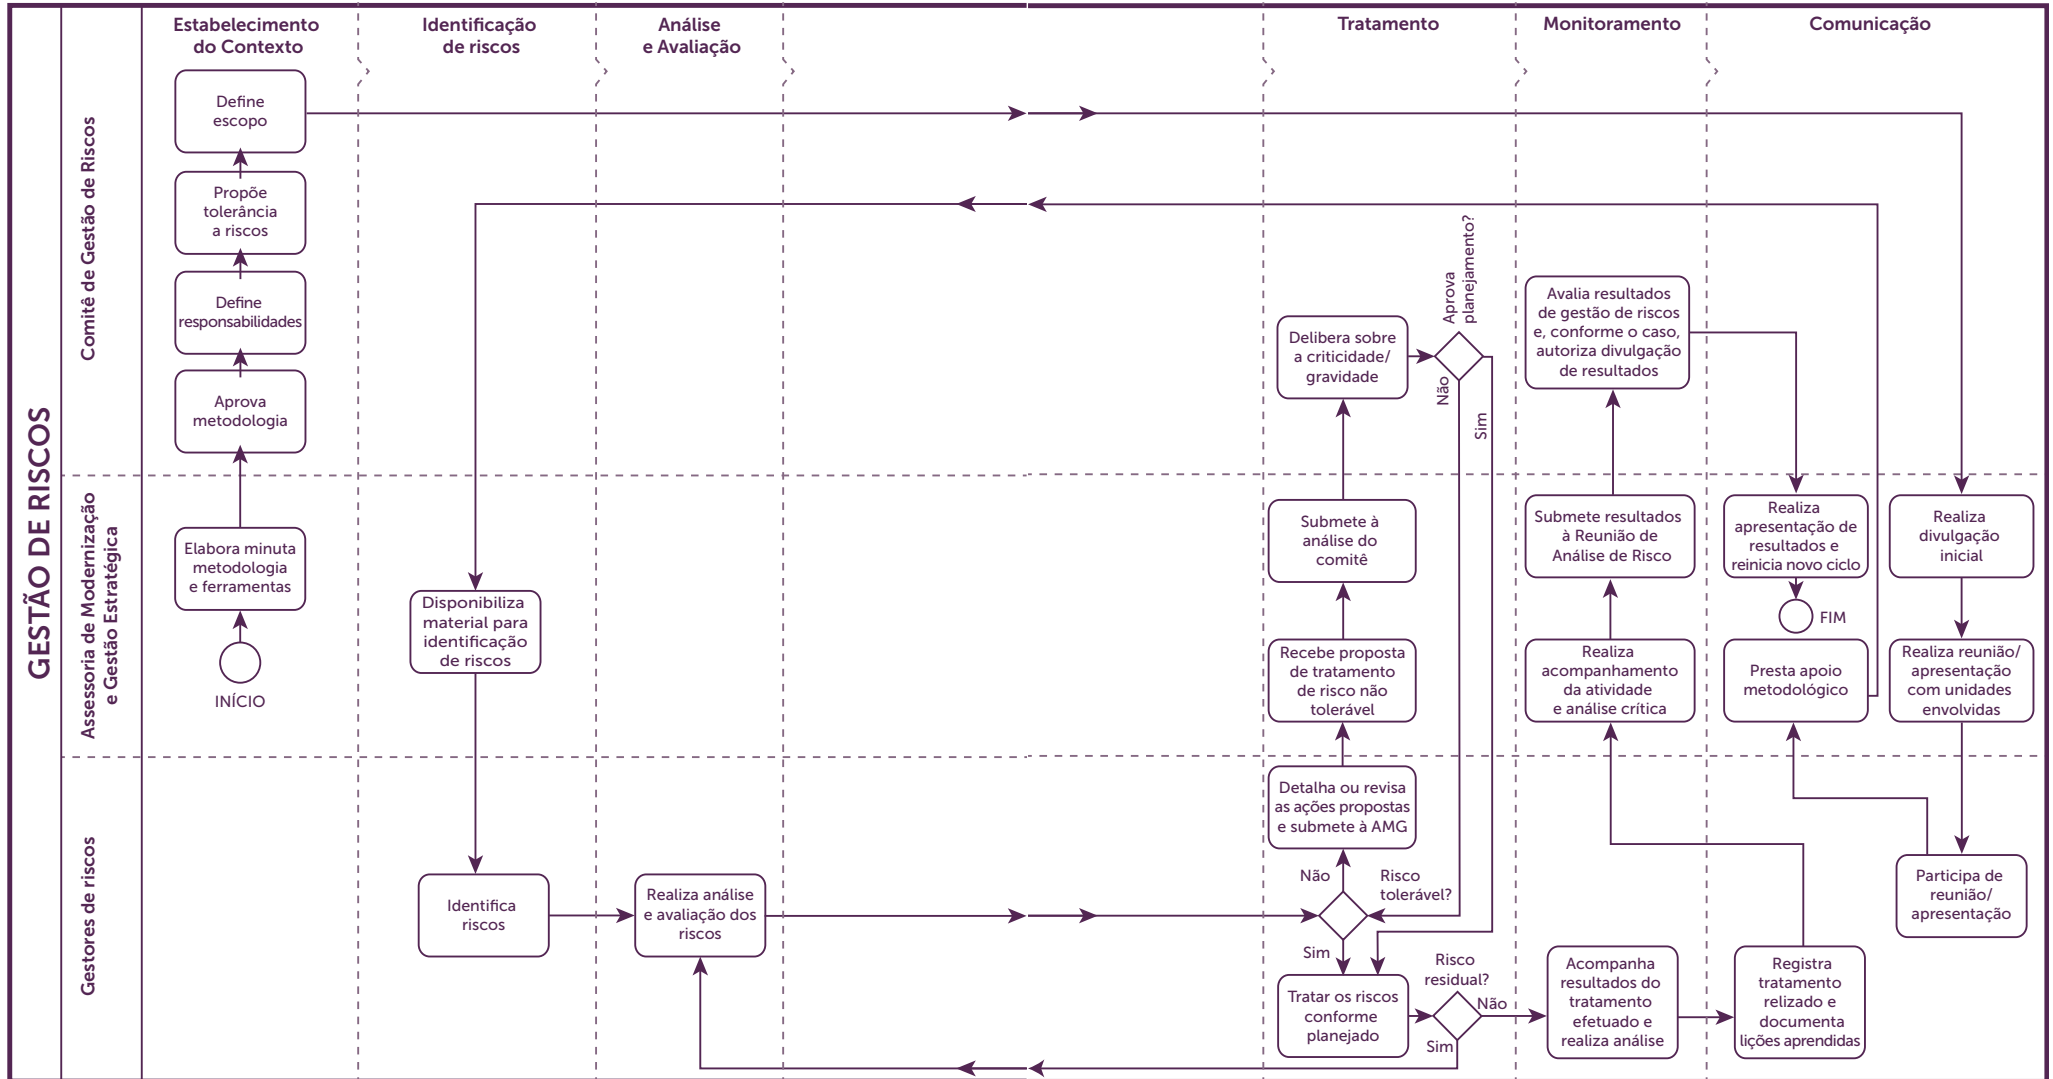 GESTÃO DE RISCOS
Estabelecimento
do Contexto
Identificação
de riscos
Análise
e Avaliação
Tratamento
Monitoramento
Comunicação
Comitê de Gestão de Riscos
Define
escopo
Propõe
tolerância
a riscos
Define
responsabilidades
Aprova
metodologia
Delibera sobre
a criticidade/
gravidade
Aprova
planejamento?
Não
Sim
Avalia resultados
de gestão de riscos
e, conforme o caso,
autoriza divulgação
de resultados
Assessoria de Modernização
e Gestão Estratégica
Elabora minuta
metodologia
e ferramentas
INÍCIO
Disponibiliza
material para
identificação
de riscos
Submete à
análise do
comitê
Recebe proposta
de tratamento
de risco não
tolerável
Submete resultados
à Reunião de
Análise de Risco
Realiza
acompanhamento
da atividade
e análise crítica
Realiza
apresentação de
resultados e
reinicia novo ciclo
FIM
Presta apoio
metodológico
Realiza
divulgação
inicial
Realiza reunião/
apresentação
com unidades
envolvidas
Gestores de riscos
Identifica
riscos
Realiza análise
e avaliação dos
riscos
Detalha ou revisa
as ações propostas
e submete à AMG
Não
Risco
tolerável?
Sim
Tratar os riscos
conforme
planejado
Risco
residual?
Não
Sim
Acompanha
resultados do
tratamento
efetuado e
realiza análise
Registra
tratamento
relizado e
documenta
lições aprendidas
Participa de
reunião/
apresentação